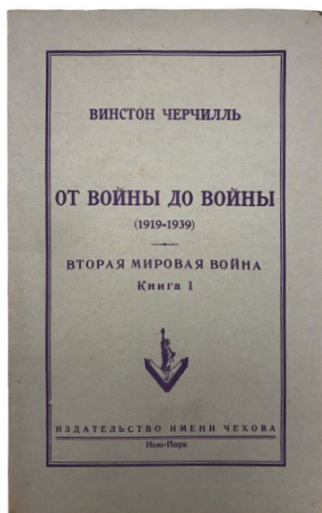 ВИНСТОН ЧЕРЧИЛЛЬ
ОТ ВОЙНЫ ДО ВОЙНЫ
(1919-1939)
ВТОРАЯ МИРОВАЯ ВОЙНА
Книга I
ИЗДАТЕЛЬСТВО ИМЕНИ ЧЕХОВА
Нью-Йорк